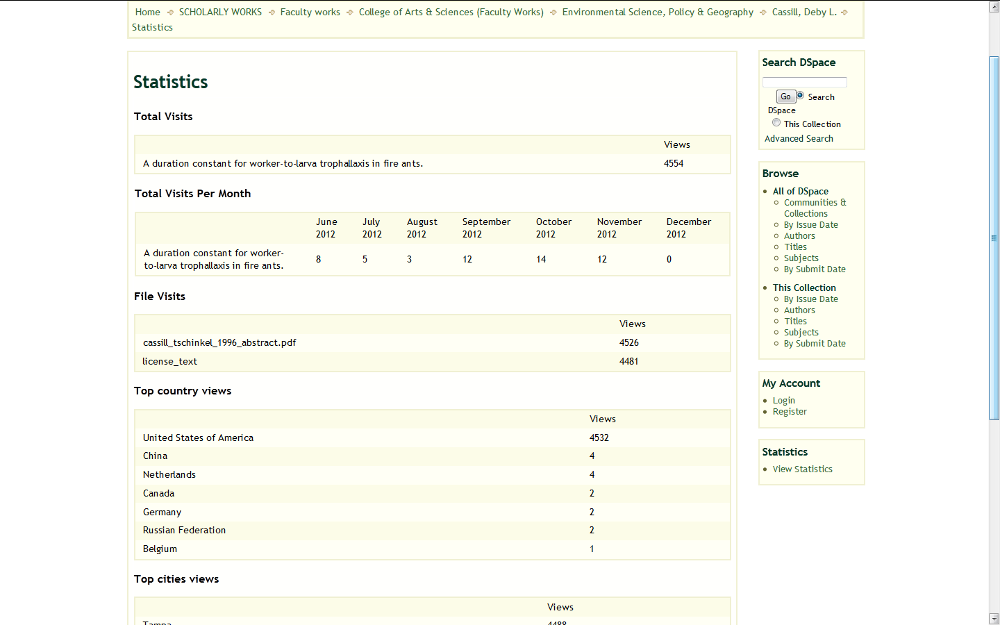 Home SCHOLARLY WORKS Faculty works College of Arts & Sciences (Faculty Works) Environmental Science, Policy & Geography Cassill, Deby L.
Statistics
Statistics
Total Visits
Views
A duration constant for worker-to-larva trophallaxis in fire ants. 4554
Total Visits Per Month
June 2012 July 2012 August 2012 September 2012 October 2012 November 2012 December 2012
A duration constant for worker-
to-larva trophallaxis in fire ants. 8 5 3 12 14 12 0
File Visits
Views
cassill_tschinkel_1996_abstract.pdf 4526
license_text 4481
Top country views
Views
United States of America 4532
China 4
Netherlands 4
Canada 2
Germany 2
Russian Federation 2
Belgium 1
Top cities views
Views
Tampa 4488
Search DSpace
Go Search
DSpace
This Collection
Advanced Search
Browse
All of DSpace
Communities &
Collections
By Issue Date
Authors
Titles
Subjects
By Submit Date
This Collection
By Issue Date
Authors
Titles
Subjects
By Submit Date
My Account
Login
Register
Statistics
View Statistics